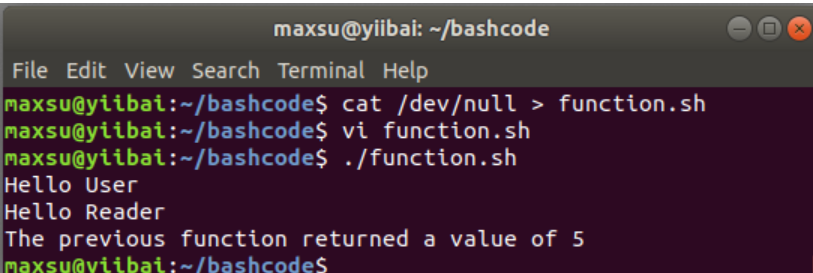 maxsu@yiibai: ~/bashcode
File Edit View Search Terminal Help
maxsu@yiibai:~/bashcode$ cat /dev/null > function.sh
maxsu@yiibai:~/bashcode$ vi function.sh
maxsu@yiibai:~/bashcode$ ./function.sh
Hello User
Hello Reader
The previous function returned a value of 5
maxsu@yiibai:~/bashcode$